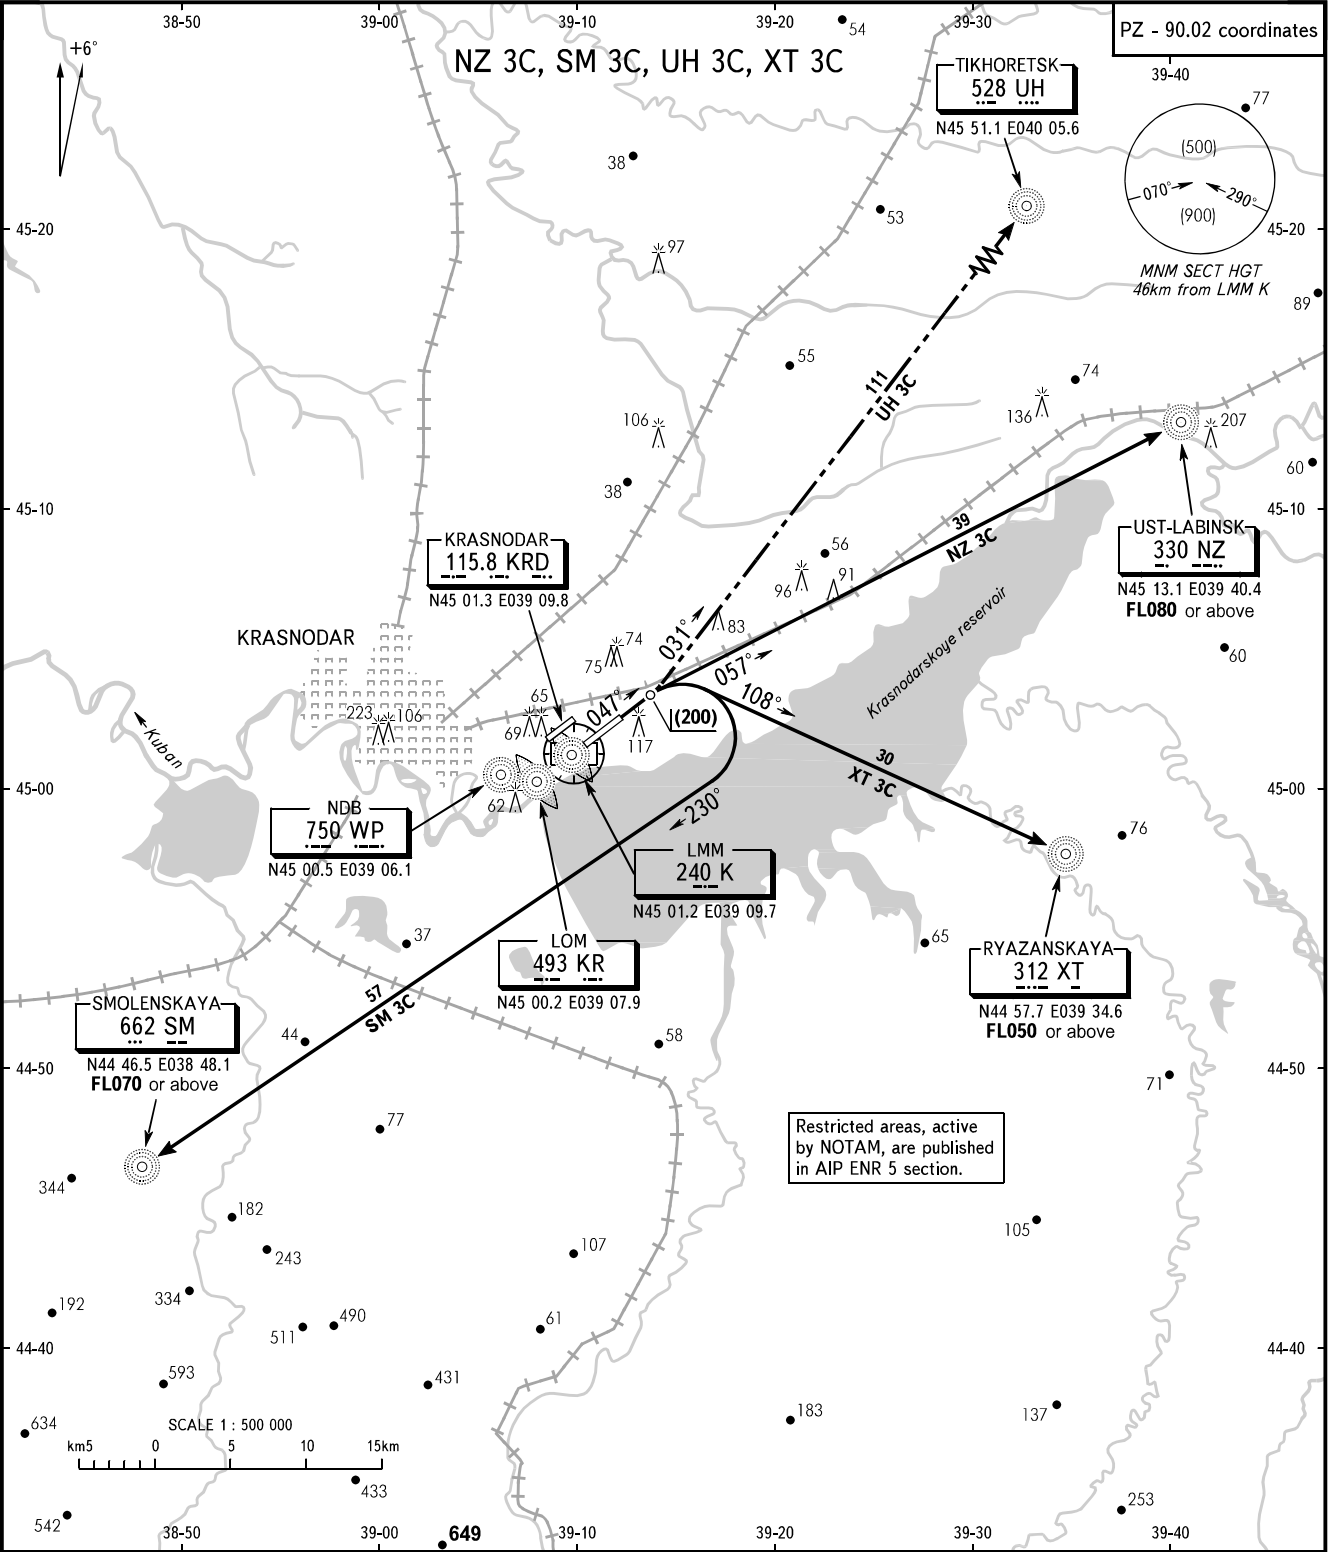 38-50
39-00
39-10
39-20
39-30
54
PZ - 90.02 coordinates
+6°
NZ 3C, SM 3C, UH 3C, XT 3C
39-40
TIKHORETSK
528 UH
N45 51.1 E040 05.6
77
(500)
070°
290°
(900)
MNM SECT HGT
46km from LMM K
38
53
45-20
45-20
97
89
55
74
111
UH 3C
136
106
207
38
60
45-10
45-10
39
NZ 3C
UST-LABINSK
330 NZ
N45 13.1 E039 40.4
FL080 or above
KRASNODAR
115.8 KRD
N45 01.3 E039 09.8
56
96
91
83
Krasnodarskoye reservoir
KRASNODAR
031°
74
75
057°
60
108°
047°
65
69
(200)
223
106
117
Kuban
45-00
45-00
30
XT 3C
62
230°
NDB
750 WP
N45 00.5 E039 06.1
76
LMM
240 K
N45 01.2 E039 09.7
37
65
LOM
493 KR
N45 00.2 E039 07.9
RYAZANSKAYA
312 XT
N44 57.7 E039 34.6
FL050 or above
57
SM 3C
SMOLENSKAYA
662 SM
N44 46.5 E038 48.1
FL070 or above
44
58
44-50
44-50
71
77
Restricted areas, active
by NOTAM, are published
in AIP ENR 5 section.
344
182
105
243
107
334
192
511
490
61
44-40
44-40
593
431
634
183
137
SCALE 1 : 500 000
km5
0
5
10
15km
433
253
542
38-50
39-00
649
39-10
39-20
39-30
39-40